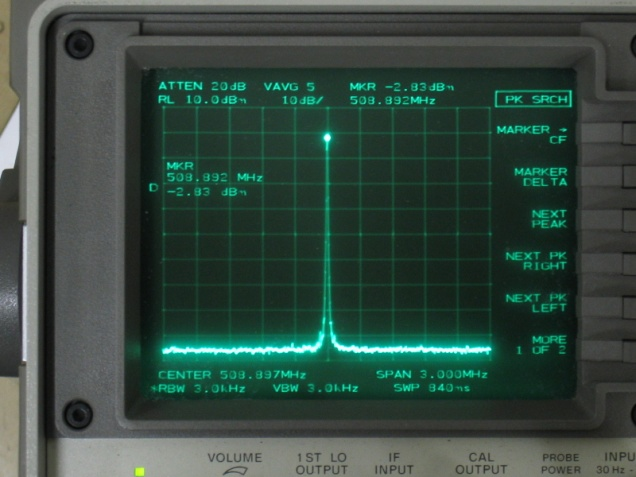 ATTEN 20dB VAVG 5 MKR -2.83dBm
RL 10.0dBm 10dB/ 508.892MHz
PK SRCH
MARKER →
CF
MKR
508.892 MHz
D
-2.83 dBm
MARKER
DELTA
NEXT
PEAK
NEXT PK
RIGHT
NEXT PK
LEFT
MORE
1 OF 2
CENTER 508.897MHz SPAN 3.000MHz
*RBW 3.0kHz VBW 3.0kHz SWP 840ms
VOLUME
1ST LO
OUTPUT
IF
INPUT
CAL
OUTPUT
PROBE
POWER
INPU
30 Hz -